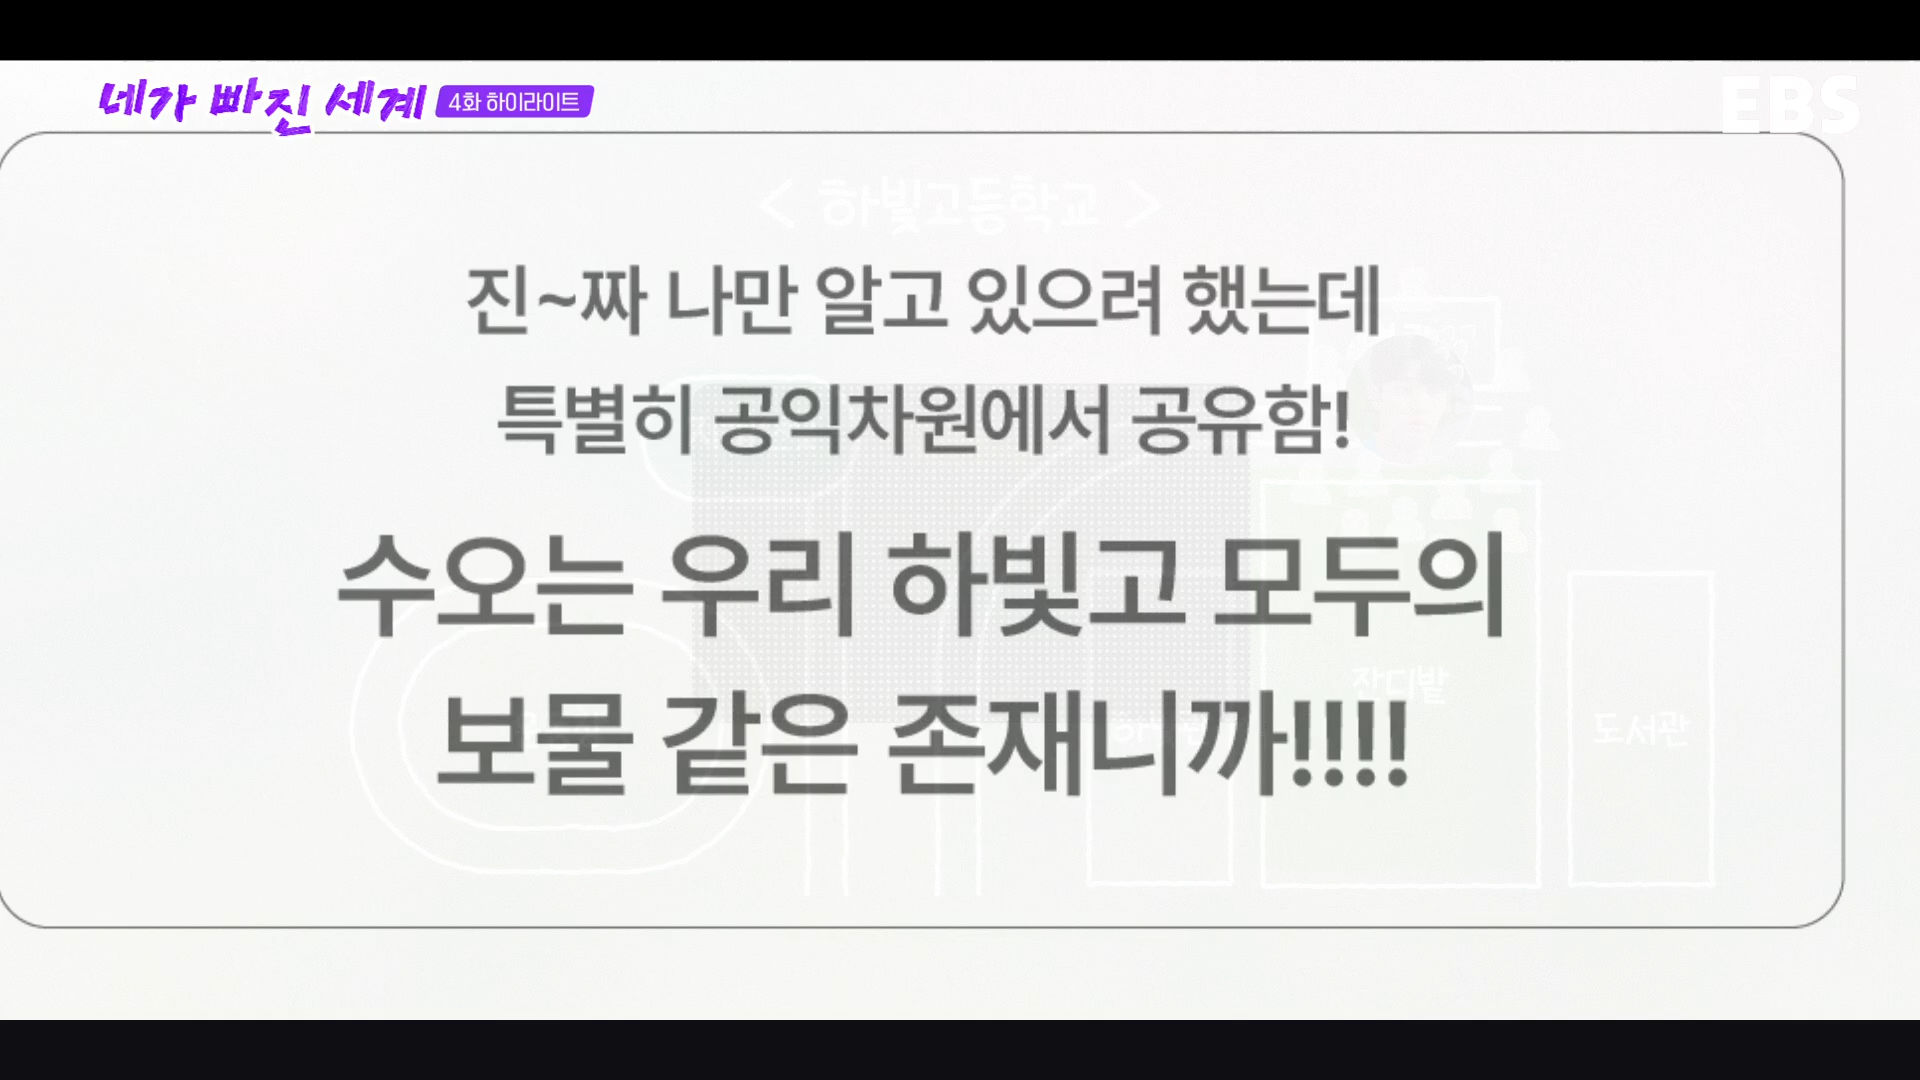 네가 빠진 세계 4화 하이라이트
EBS
< 하빛고등학교 >
진~짜 나만 알고 있으려 했는데
특별히 공익차원에서 공유함!
수오는 우리 하빛고 모두의
보물 같은 존재니까!!!!
잔디밭
도서관